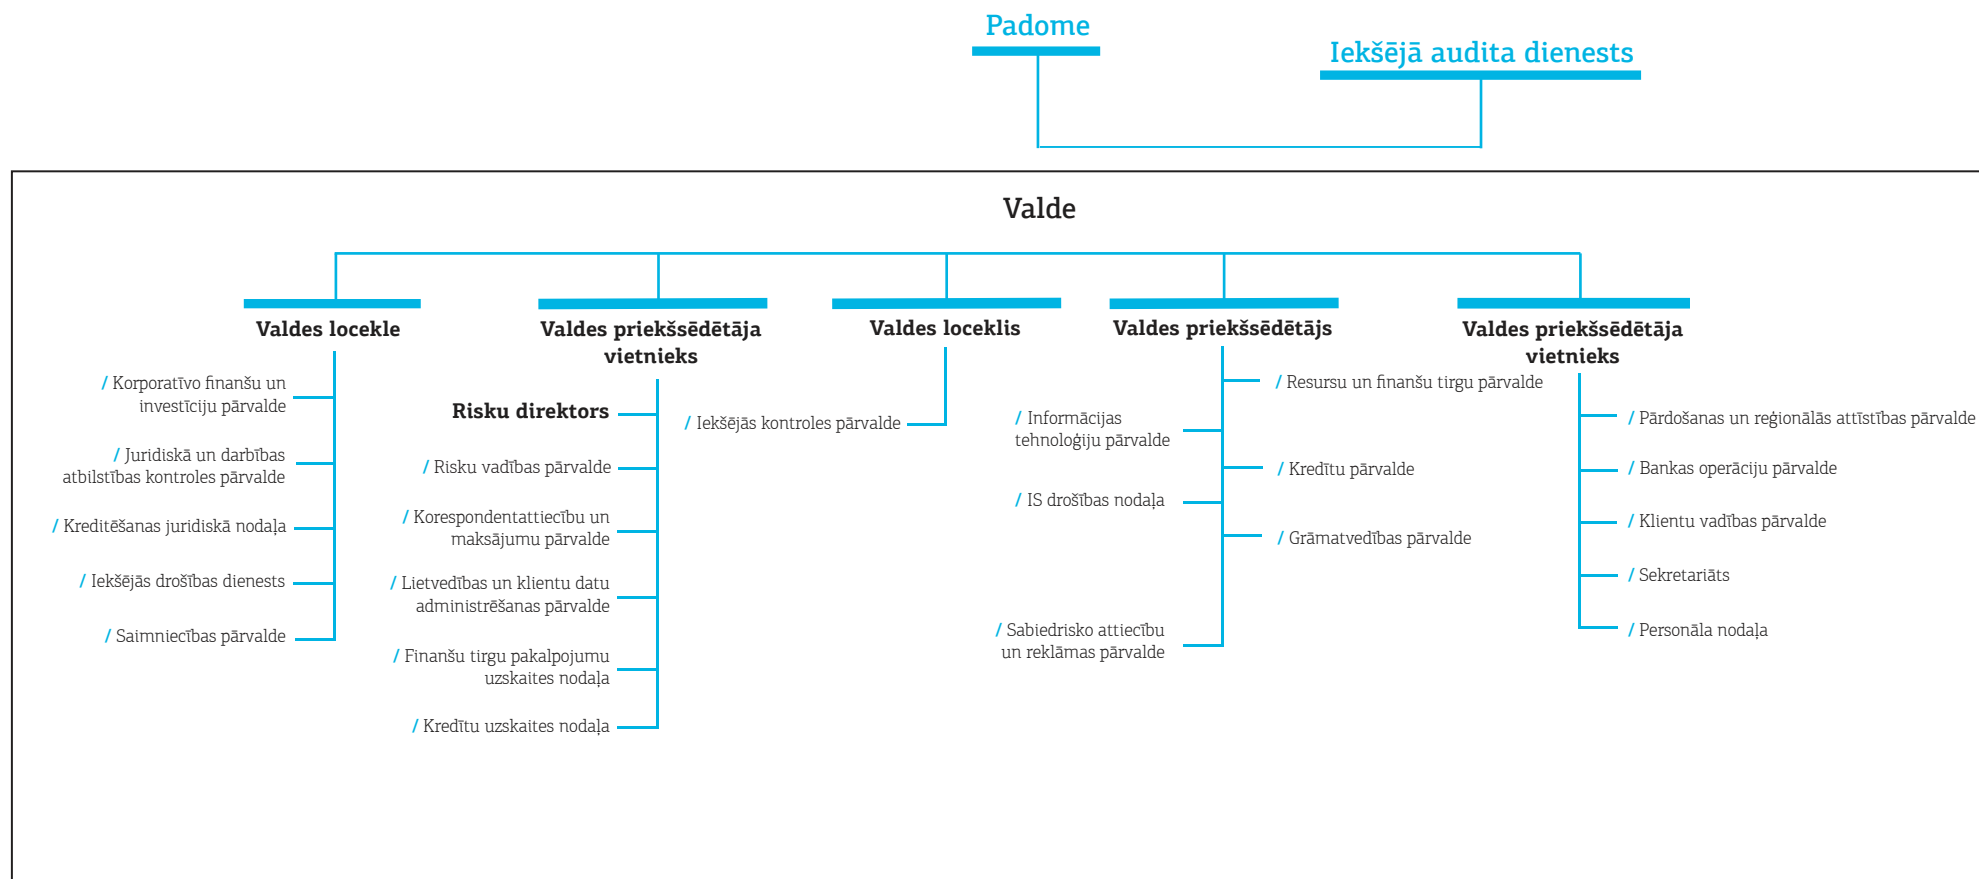 Padome
Iekšējā audita dienests
Valde
Valdes locekle
/ Korporatīvo finanšu un
investīciju pārvalde
/ Juridiskā un darbības
atbilstības kontroles pārvalde
/ Kreditēšanas juridiskā nodaļa
/ Iekšējās drošības dienests
/ Saimniecības pārvalde
Valdes priekšsēdētāja
vietnieks
Risku direktors
/ Risku vadības pārvalde
/ Korespondentattiecību un
maksājumu pārvalde
/ Lietvedības un klientu datu
administrēšanas pārvalde
/ Finanšu tirgu pakalpojumu
uzskaites nodaļa
/ Kredītu uzskaites nodaļa
Valdes loceklis
/ Iekšējās kontroles pārvalde
Valdes priekšsēdētājs
/ Resursu un finanšu tirgu pārvalde
/ Informācijas
tehnoloģiju pārvalde
/ Kredītu pārvalde
/ IS drošības nodaļa
/ Grāmatvedības pārvalde
/ Sabiedrisko attiecību
un reklāmas pārvalde
Valdes priekšsēdētāja
vietnieks
/ Pārdošanas un reģionālās attīstības pārvalde
/ Bankas operāciju pārvalde
/ Klientu vadības pārvalde
/ Sekretariāts
/ Personāla nodaļa